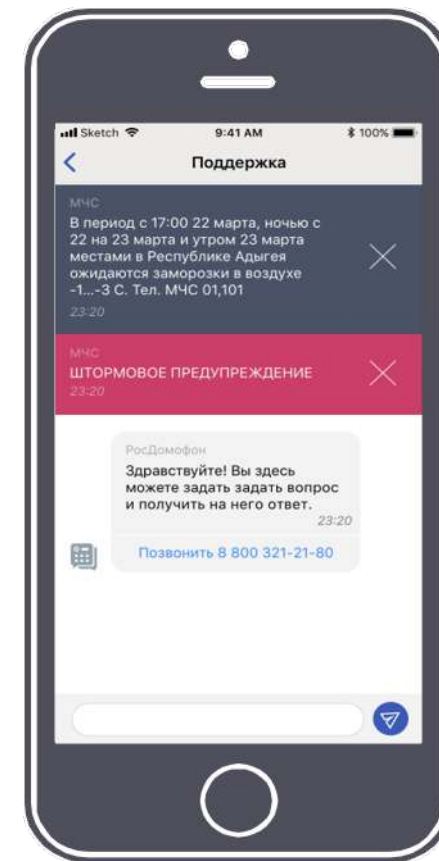 Sketch 9:41 AM 100%
Поддержка
МЧС
В период с 17:00 22 марта, ночью с
22 на 23 марта и утром 23 марта
местами в Республике Адыгея
ожидаются заморозки в воздухе
-1...-3 С. Тел. МЧС 01,101
23:20
МЧС
ШТОРМОВОЕ ПРЕДУПРЕЖДЕНИЕ
23:20
РосДомофон
Здравствуйте! Вы здесь
можете задать задать вопрос
и получить на него ответ.
23:20
Позвонить 8 800 321-21-80